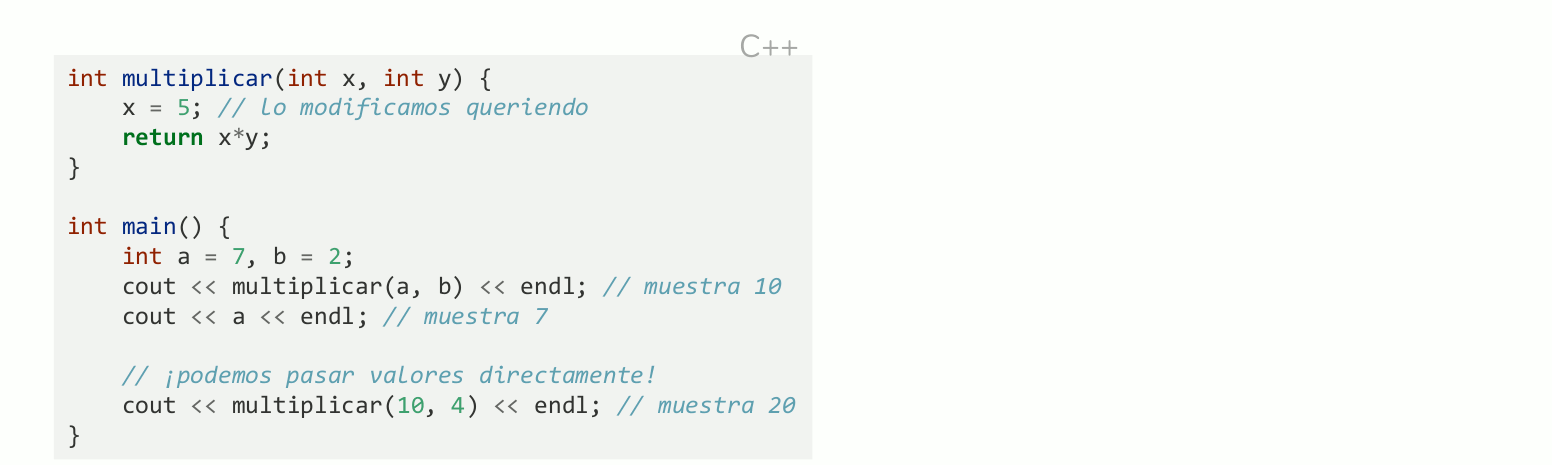 C++
int multiplicar(int x, int y) {
    x = 5; // lo modificamos queriendo
    return x*y;
}

int main() {
    int a = 7, b = 2;
    cout << multiplicar(a, b) << endl; // muestra 10
    cout << a << endl; // muestra 7

    // ¡podemos pasar valores directamente!
    cout << multiplicar(10, 4) << endl; // muestra 20
}